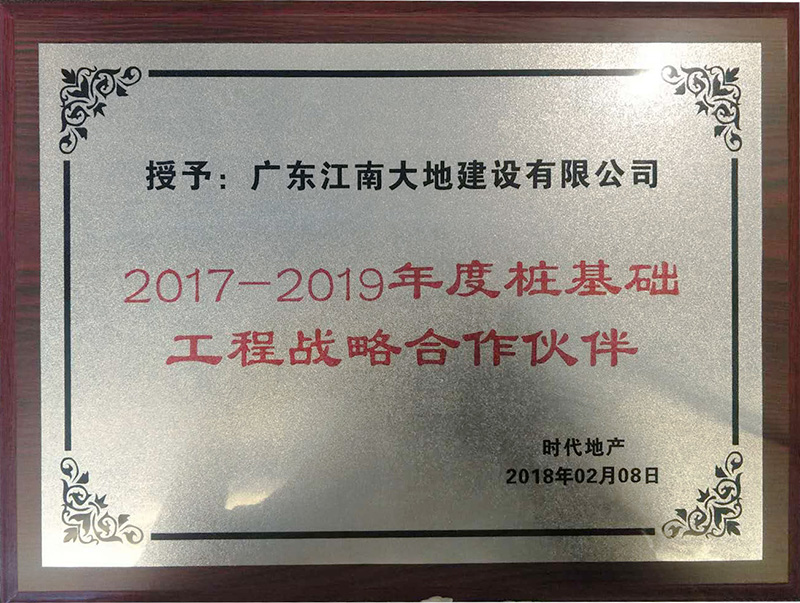 授予：广东江南大地建设有限公司
2017-2019年度桩基础
工程战略合作伙伴
时代地产
2018年02月08日